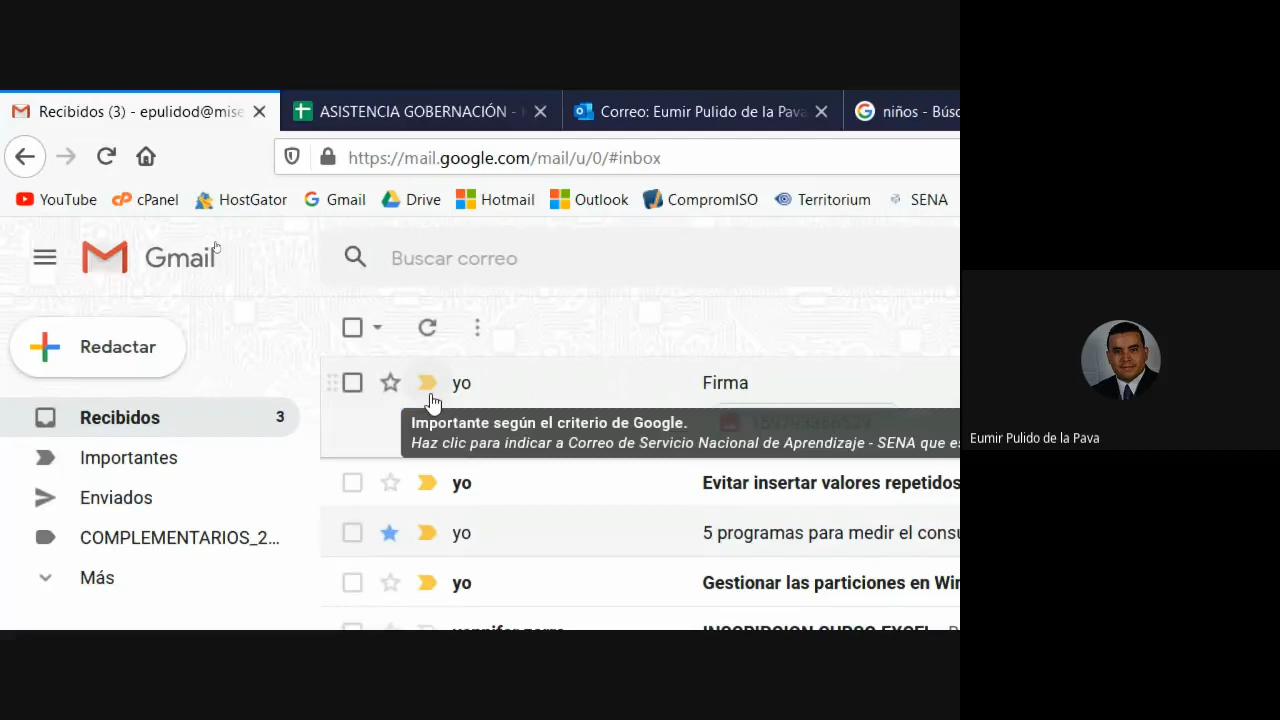 Recibidos (3) - epulidod@mise
ASISTENCIA GOBERNACIÓN -
Correo: Eumir Pulido de la Pava
niños - Bús
https://mail.google.com/mail/u/0/#inbox
YouTube cPanel HostGator Gmail Drive Hotmail Outlook CompromISO Territorium SENA
Gmail
Buscar correo
Redactar
Recibidos 3
Importantes
Enviados
COMPLEMENTARIOS_2...
Más
yo Firma
Importante según el criterio de Google.
Haz clic para indicar a Correo de Servicio Nacional de Aprendizaje - SENA que es
yo Evitar insertar valores repetidos
yo 5 programas para medir el consu
yo Gestionar las particiones en Win
INSCRIPCION CURSO EXCEL
Eumir Pulido de la Pava